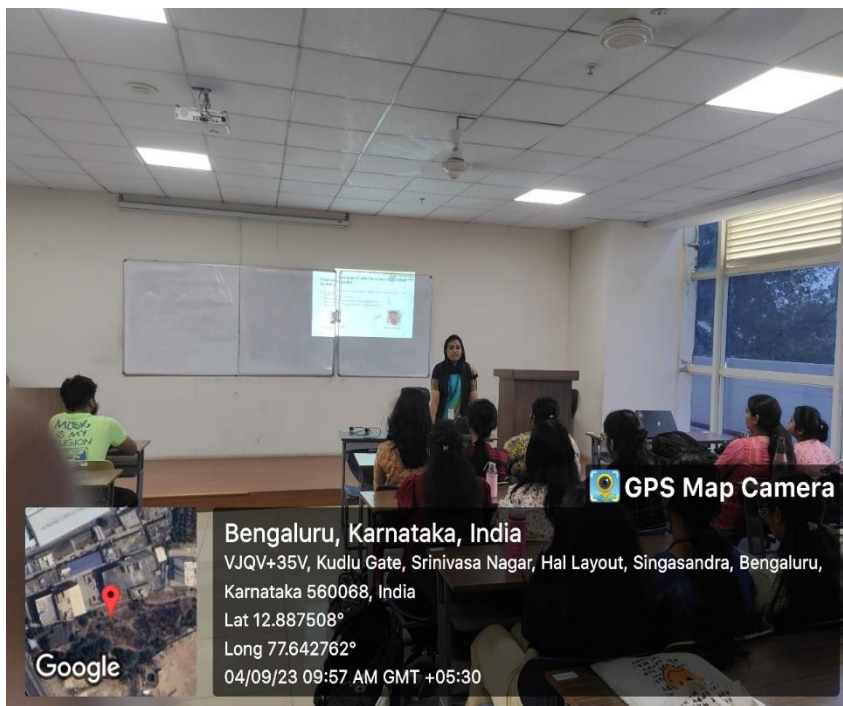 MUSIC
IS MY
RELIGION
GPS Map Camera
Bengaluru, Karnataka, India
VJQV+35V, Kudlu Gate, Srinivasa Nagar, Hal Layout, Singasandra, Bengaluru,
Karnataka 560068, India
Lat 12.887508°
Long 77.642762°
04/09/23 09:57 AM GMT +05:30
Google